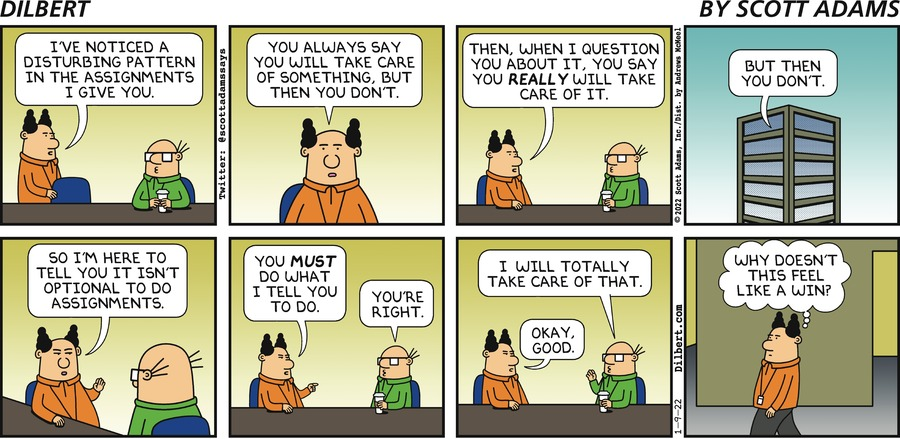 DILBERT
BY SCOTT ADAMS
I'VE NOTICED A
DISTURBING PATTERN
IN THE ASSIGNMENTS
I GIVE YOU.
Twitter: @scottadamssays
YOU ALWAYS SAY
YOU WILL TAKE CARE
OF SOMETHING, BUT
THEN YOU DON'T.
THEN, WHEN I QUESTION
YOU ABOUT IT, YOU SAY
YOU REALLY WILL TAKE
CARE OF IT.
© 2022 Scott Adams, Inc./Dist. by Andrews McMeel
BUT THEN
YOU DON'T.
SO I'M HERE TO
TELL YOU IT ISN'T
OPTIONAL TO DO
ASSIGNMENTS.
YOU MUST
DO WHAT
I TELL YOU
TO DO.
YOU'RE
RIGHT.
I WILL TOTALLY
TAKE CARE OF THAT.
OKAY,
GOOD.
1-9-22 Dilbert.com
WHY DOESN'T
THIS FEEL
LIKE A WIN?